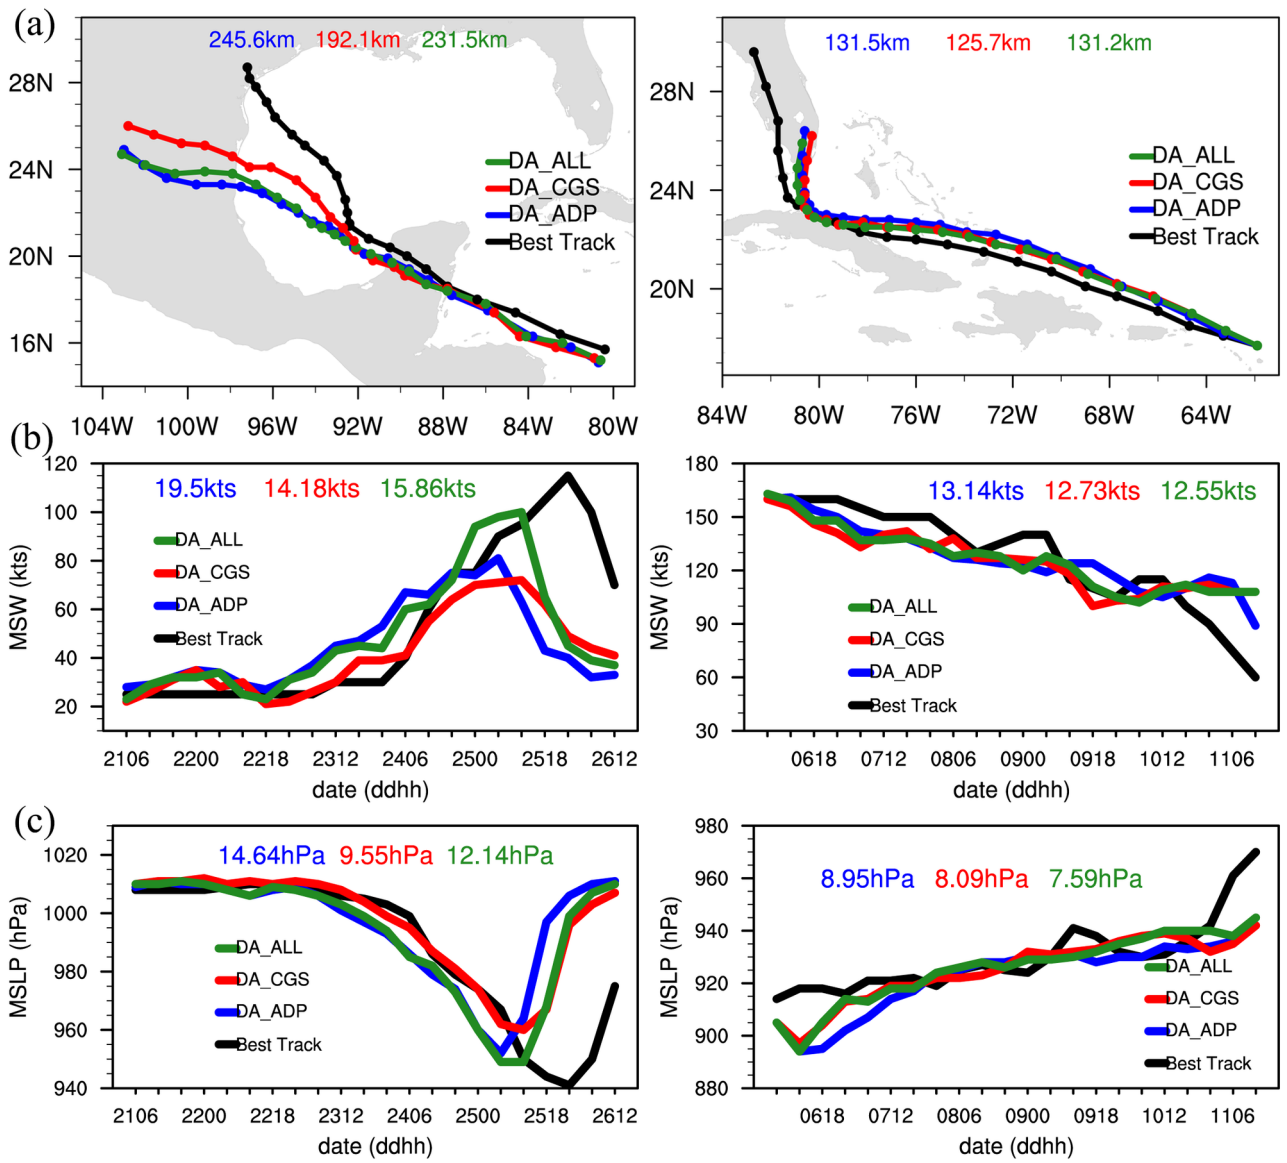 (a)
245.6km 192.1km 231.5km
DA_ALL
DA_CGS
DA_ADP
Best Track
28N
24N
20N
16N
104W 100W 96W 92W 88W 84W 80W
131.5km 125.7km 131.2km
DA_ALL
DA_CGS
DA_ADP
Best Track
28N
24N
20N
84W 80W 76W 72W 68W 64W
(b)
19.5kts 14.18kts 15.86kts
DA_ALL
DA_CGS
DA_ADP
Best Track
MSW (kts)
120
100
80
60
40
20
2106 2200 2218 2312 2406 2500 2518 2612
date (ddhh)
13.14kts 12.73kts 12.55kts
DA_ALL
DA_CGS
DA_ADP
Best Track
MSW (kts)
180
150
120
90
60
30
0618 0712 0806 0900 0918 1012 1106
date (ddhh)
(c)
14.64hPa 9.55hPa 12.14hPa
DA_ALL
DA_CGS
DA_ADP
Best Track
MSLP (hPa)
1020
1000
980
960
940
2106 2200 2218 2312 2406 2500 2518 2612
date (ddhh)
8.95hPa 8.09hPa 7.59hPa
DA_ALL
DA_CGS
DA_ADP
Best Track
MSLP (hPa)
980
960
940
920
900
880
0618 0712 0806 0900 0918 1012 1106
date (ddhh)